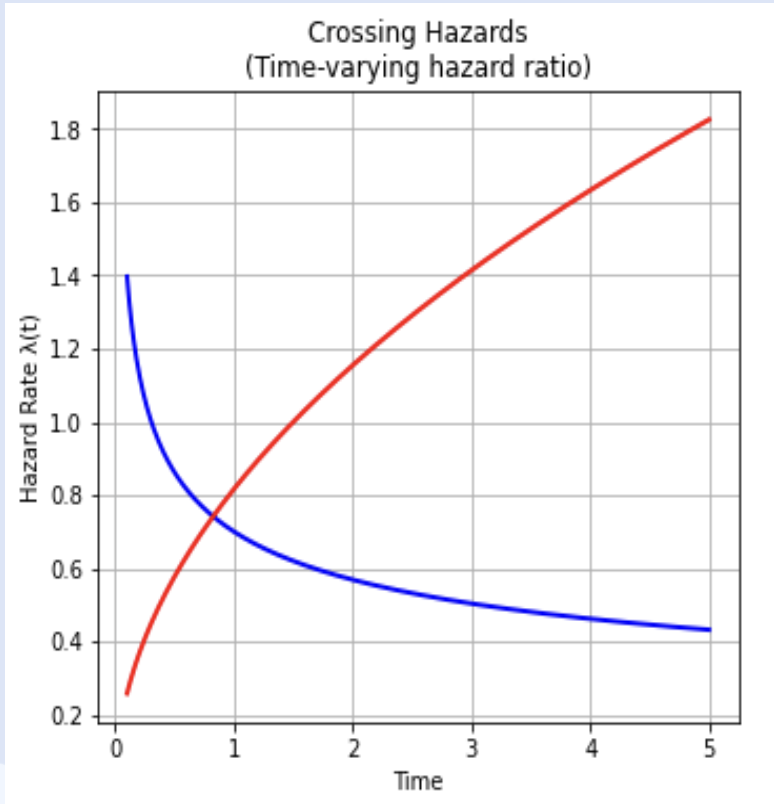 Crossing Hazards
(Time-varying hazard ratio)
Hazard Rate λ(t)
1.8
1.6
1.4
1.2
1.0
0.8
0.6
0.4
0.2
0 1 2 3 4 5
Time